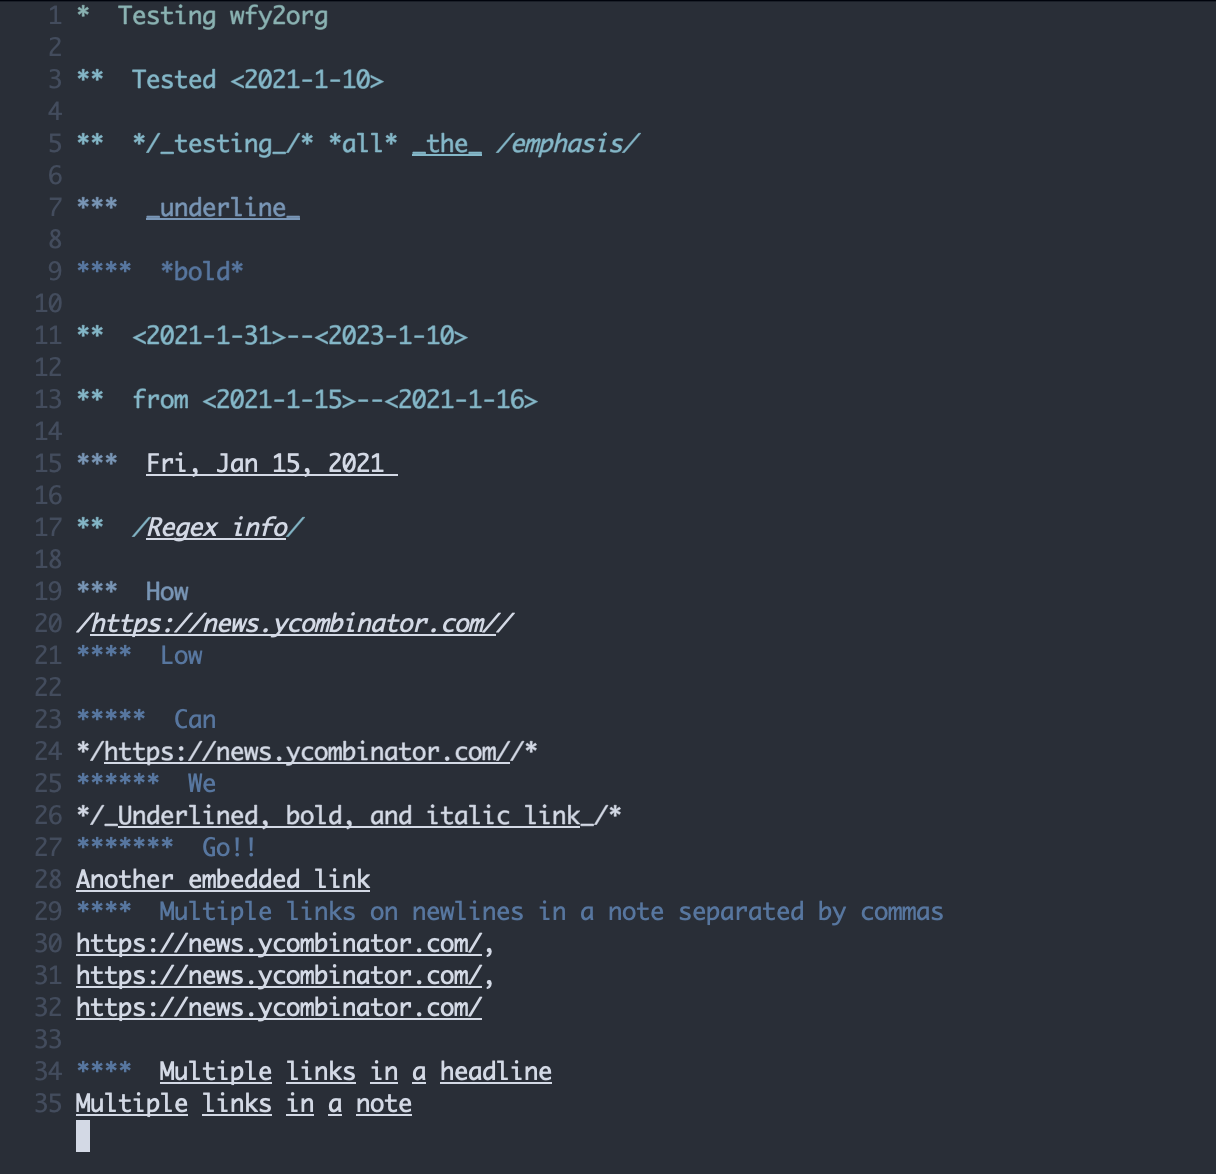 1 *  Testing wfy2org
2
3 **  Tested <2021-1-10>
4
5 **  */_testing_/* *all* _the_ /emphasis/
6
7 ***  _underline_
8
9 ****  *bold*
10
11 **  <2021-1-31>--<2023-1-10>
12
13 **  from <2021-1-15>--<2021-1-16>
14
15 ***  Fri, Jan 15, 2021
16
17 **  /Regex info/
18
19 ***  How
20 /https://news.ycombinator.com//
21 ****  Low
22
23 *****  Can
24 */https://news.ycombinator.com//*
25 ******  We
26 */_Underlined, bold, and italic link_/*
27 *******  Go!!
28 Another embedded link
29 ****  Multiple links on newlines in a note separated by commas
30 https://news.ycombinator.com/,
31 https://news.ycombinator.com/,
32 https://news.ycombinator.com/
33
34 ****  Multiple links in a headline
35 Multiple links in a note